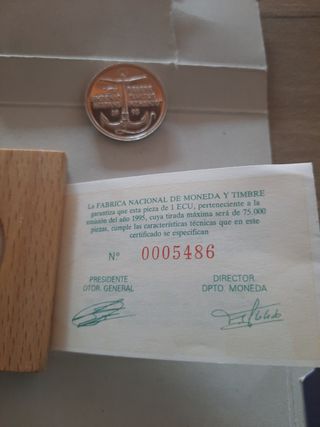 La FABRICA NACIONAL DE MONEDA Y TIMBRE
garantiza que esta pieza de 1 ECU, perteneciente a la
emisión del año 1995, cuya tirada máxima será de 75.000
piezas, cumple las características técnicas que en este
certificado se especifican
Nº 0005486
PRESIDENTE
DTOR. GENERAL
DIRECTOR
DPTO. MONEDA